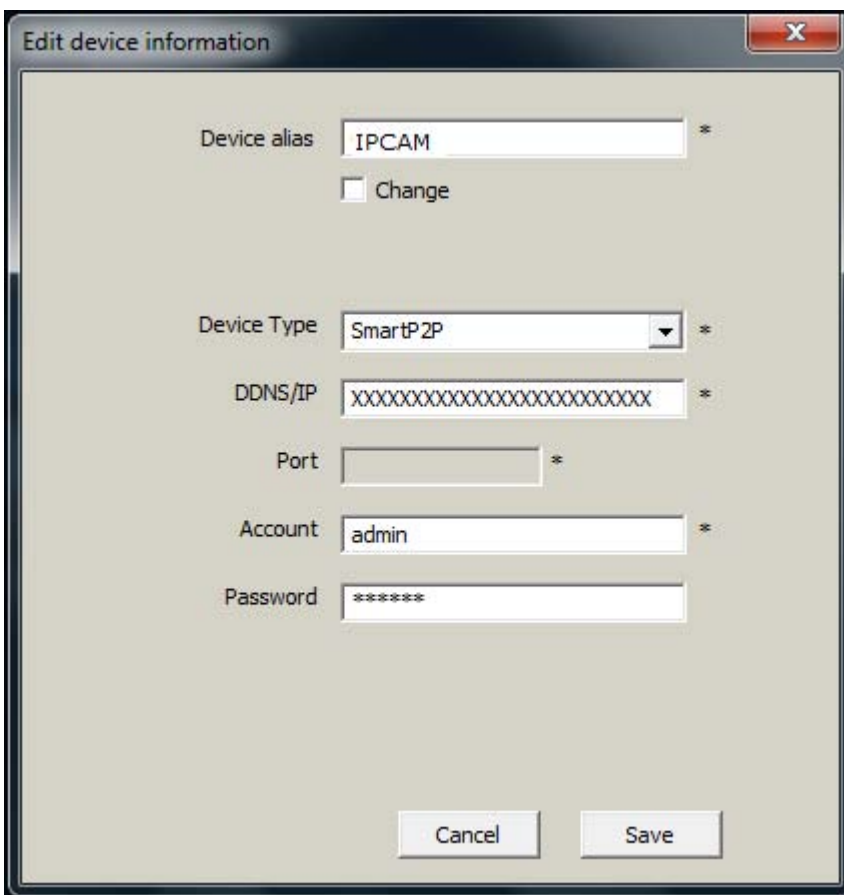 Edit device information
Device alias IPCAM *
Change
Device Type SmartP2P *
DDNS/IP XXXXXXXXXXXXXXXXXXXXXXXXX *
Port *
Account admin *
Password ******
Cancel Save